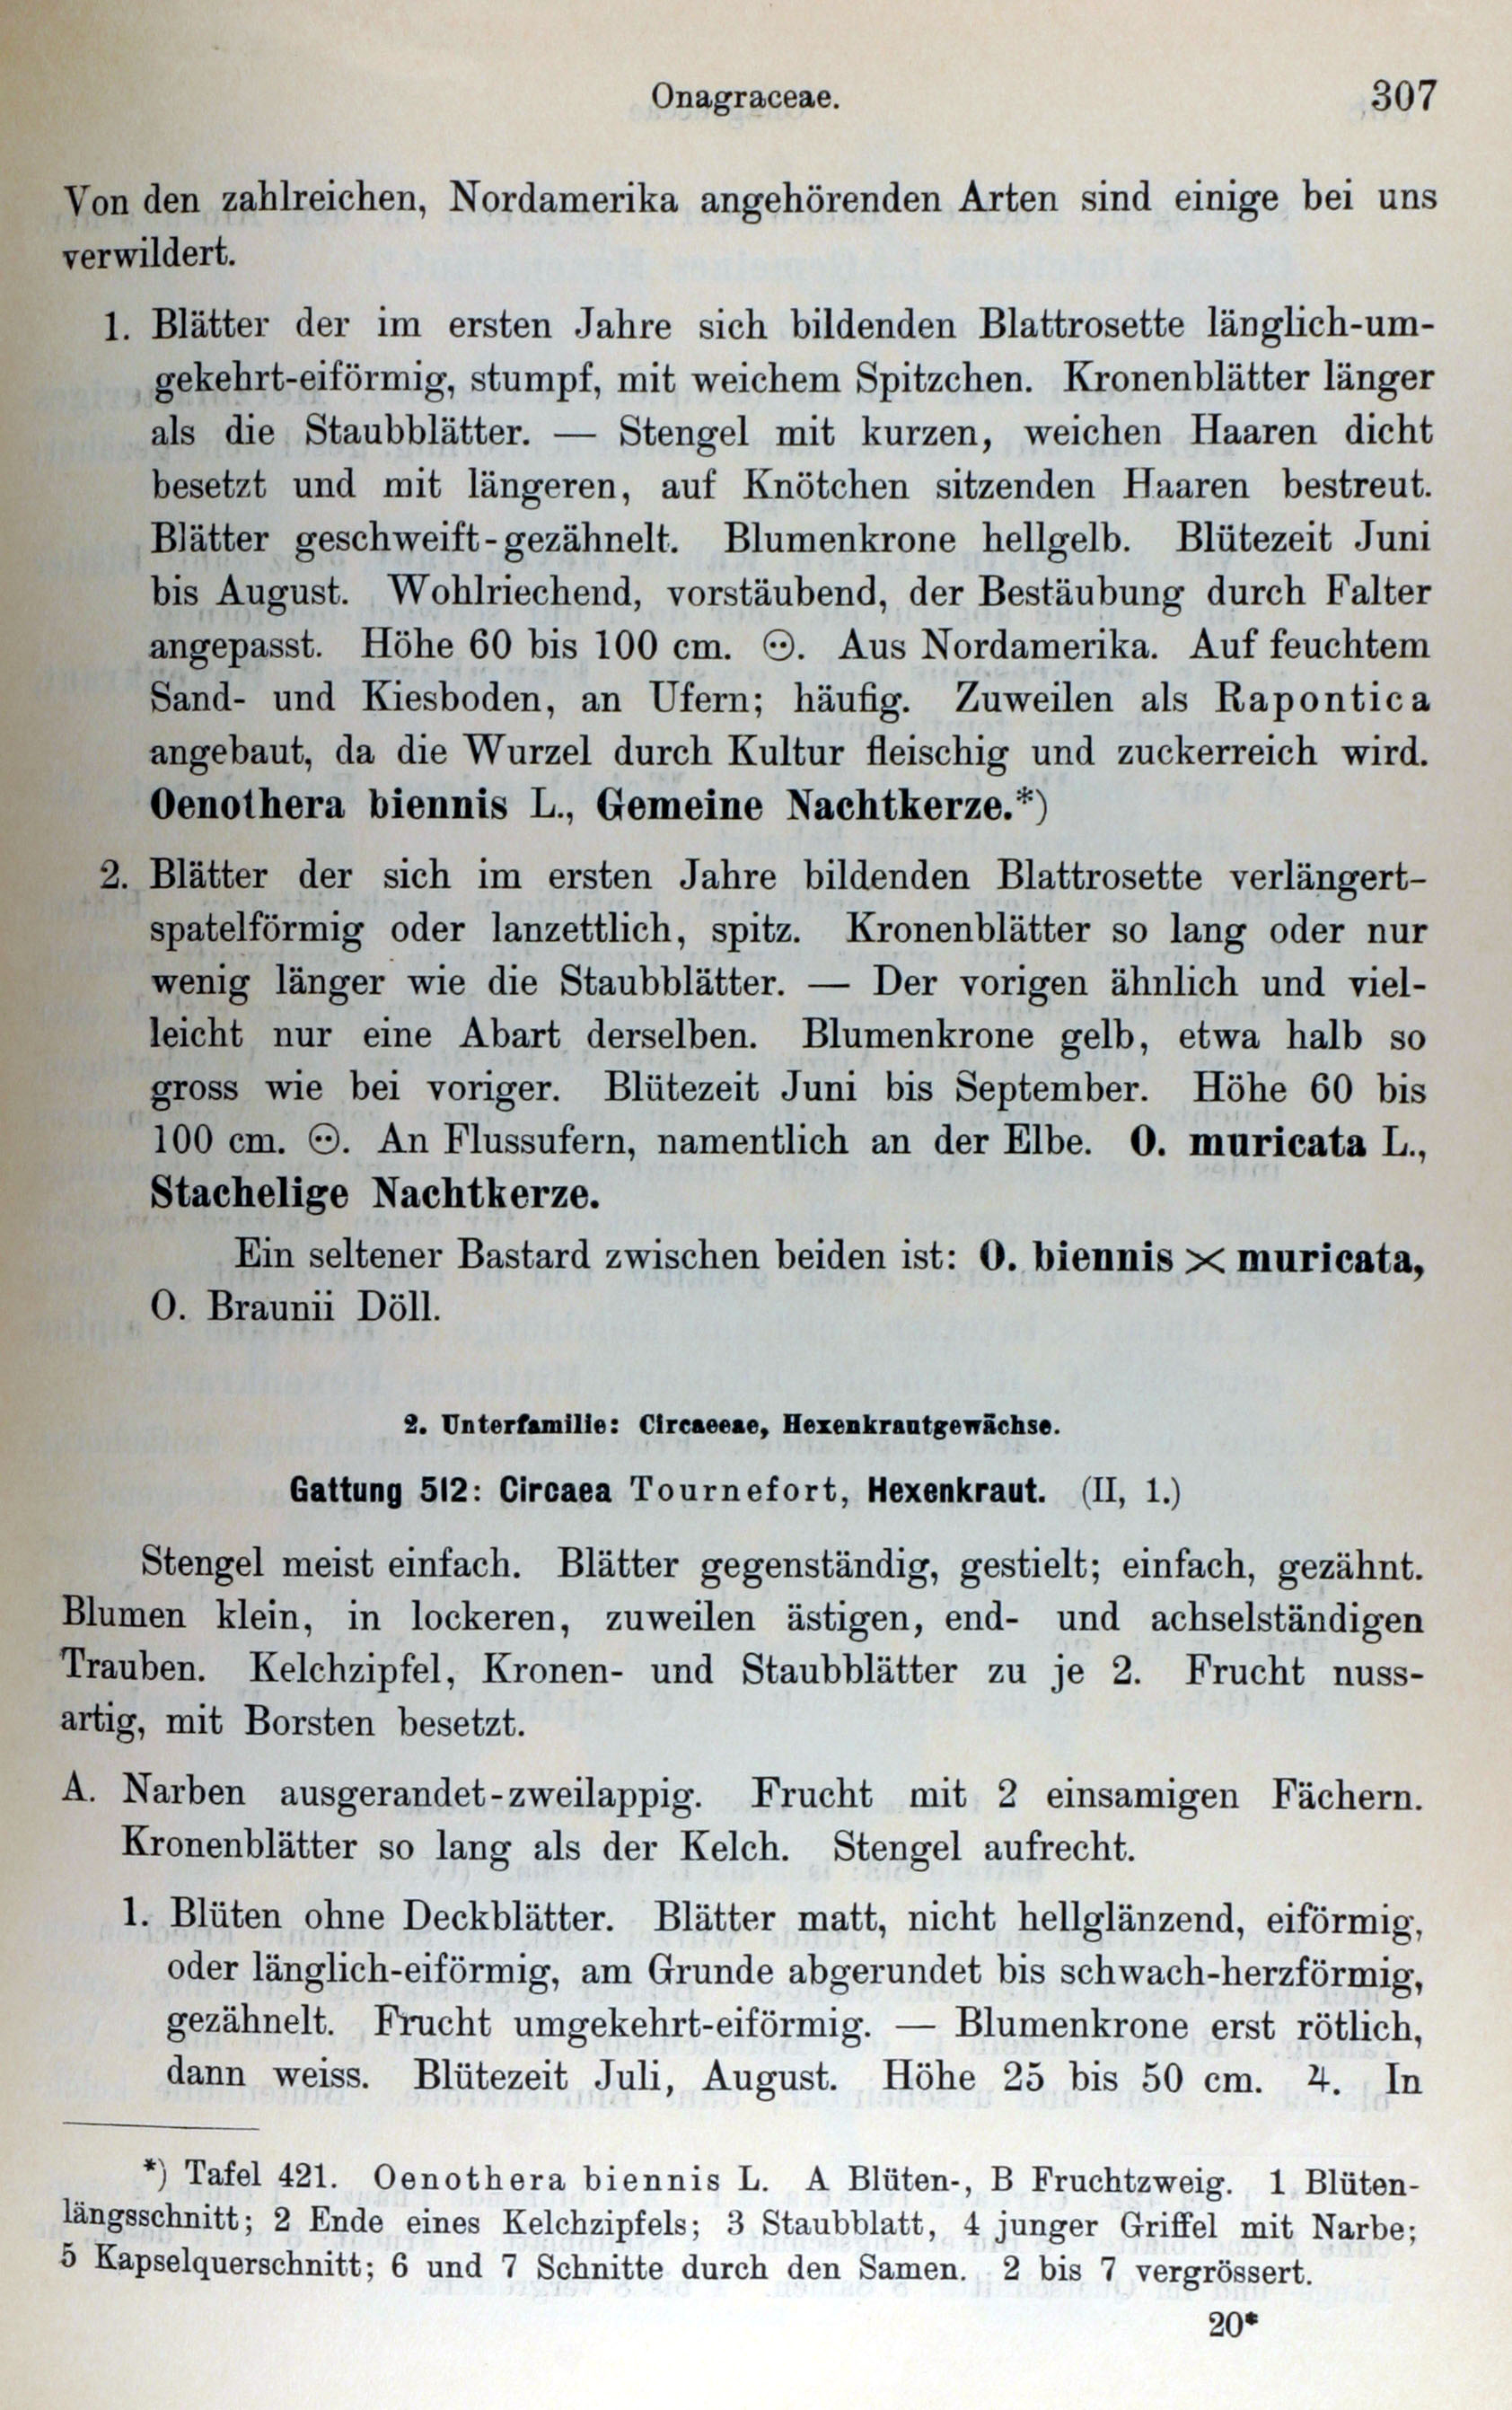 Onagraceae. 307
Von den zahlreichen, Nordamerika angehörenden Arten sind einige bei uns
verwildert.
1. Blätter der im ersten Jahre sich bildenden Blattrosette länglich-um-
gekehrt-eiförmig, stumpf, mit weichem Spitzchen. Kronenblätter länger
als die Staubblätter. — Stengel mit kurzen, weichen Haaren dicht
besetzt und mit längeren, auf Knötchen sitzenden Haaren bestreut.
Blätter geschweift-gezähnelt. Blumenkrone hellgelb. Blütezeit Juni
bis August. Wohlriechend, vorstäubend, der Bestäubung durch Falter
angepasst. Höhe 60 bis 100 cm. ⊙. Aus Nordamerika. Auf feuchtem
Sand- und Kiesboden, an Ufern; häufig. Zuweilen als Rapontica
angebaut, da die Wurzel durch Kultur fleischig und zuckerreich wird.
Oenothera biennis L., Gemeine Nachtkerze.*)
2. Blätter der sich im ersten Jahre bildenden Blattrosette verlängert-
spatelförmig oder lanzettlich, spitz. Kronenblätter so lang oder nur
wenig länger wie die Staubblätter. — Der vorigen ähnlich und viel-
leicht nur eine Abart derselben. Blumenkrone gelb, etwa halb so
gross wie bei voriger. Blütezeit Juni bis September. Höhe 60 bis
100 cm. ⊙. An Flussufern, namentlich an der Elbe. O. muricata L.,
Stachelige Nachtkerze.
Ein seltener Bastard zwischen beiden ist: O. biennis × muricata,
O. Braunii Döll.
2. Unterfamilie: Circaeeae, Hexenkrautgewächse.
Gattung 512: Circaea Tournefort, Hexenkraut. (II, 1.)
Stengel meist einfach. Blätter gegenständig, gestielt; einfach, gezähnt.
Blumen klein, in lockeren, zuweilen ästigen, end- und achselständigen
Trauben. Kelchzipfel, Kronen- und Staubblätter zu je 2. Frucht nuss-
artig, mit Borsten besetzt.
A. Narben ausgerandet-zweilappig. Frucht mit 2 einsamigen Fächern.
Kronenblätter so lang als der Kelch. Stengel aufrecht.
1. Blüten ohne Deckblätter. Blätter matt, nicht hellglänzend, eiförmig,
oder länglich-eiförmig, am Grunde abgerundet bis schwach-herzförmig,
gezähnelt. Frucht umgekehrt-eiförmig. — Blumenkrone erst rötlich,
dann weiss. Blütezeit Juli, August. Höhe 25 bis 50 cm. ♃. In
*) Tafel 421. Oenothera biennis L. A Blüten-, B Fruchtzweig. 1 Blüten-
längsschnitt; 2 Ende eines Kelchzipfels; 3 Staubblatt, 4 junger Griffel mit Narbe;
5 Kapselquerschnitt; 6 und 7 Schnitte durch den Samen. 2 bis 7 vergrössert.
20*